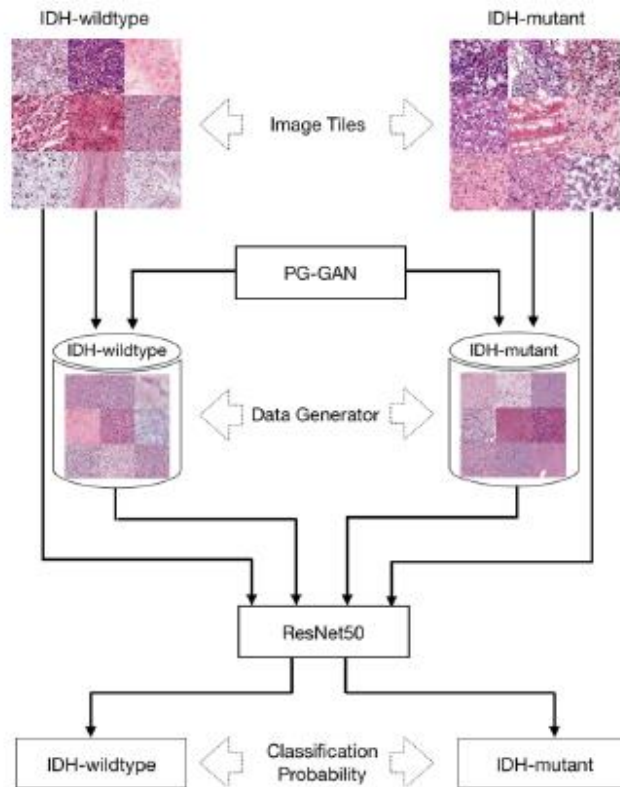 IDH-wildtype
IDH-mutant
Image Tiles
PG-GAN
IDH-wildtype
IDH-mutant
Data Generator
ResNet50
IDH-wildtype
Classification
Probability
IDH-mutant